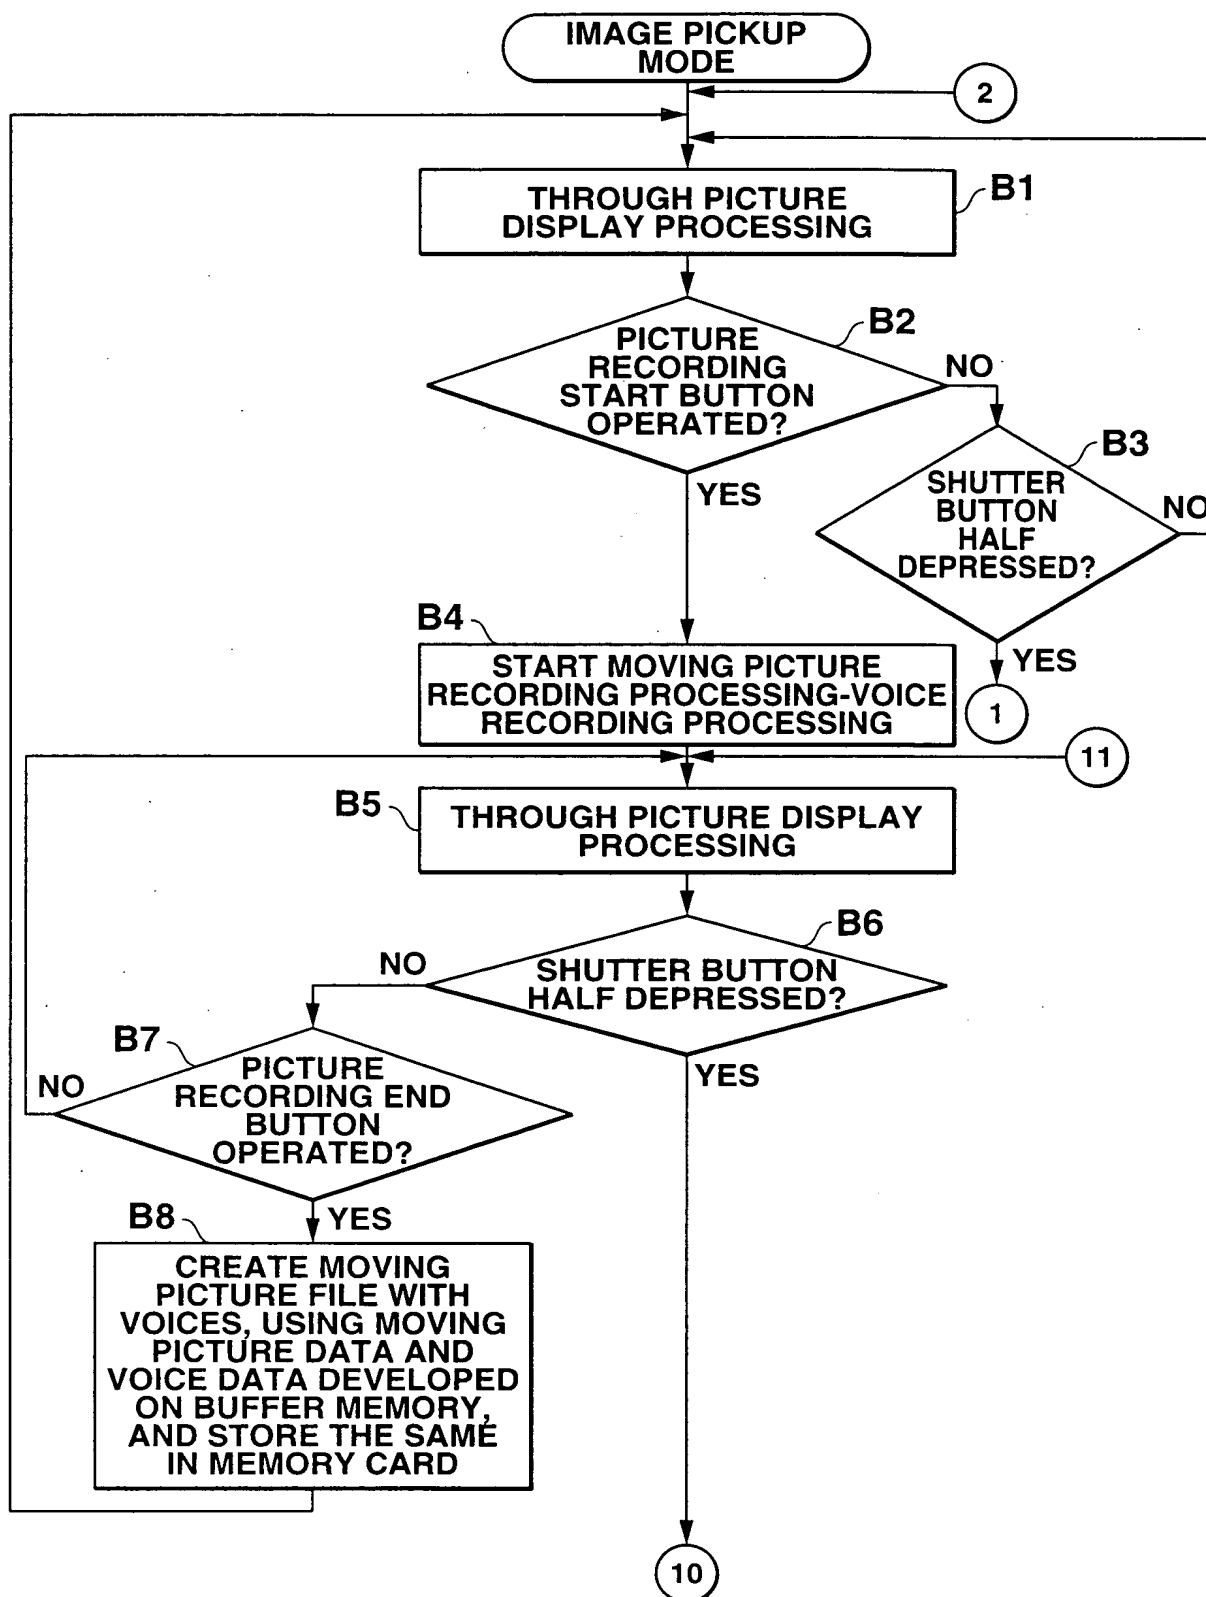 IMAGE PICKUP
MODE
2
THROUGH PICTURE
DISPLAY PROCESSING
B1
PICTURE
RECORDING
START BUTTON
OPERATED?
B2
NO
YES
SHUTTER
BUTTON
HALF
DEPRESSED?
B3
NO
YES
1
B4
START MOVING PICTURE
RECORDING PROCESSING-VOICE
RECORDING PROCESSING
11
B5
THROUGH PICTURE DISPLAY
PROCESSING
B6
SHUTTER BUTTON
HALF DEPRESSED?
NO
YES
B7
PICTURE
RECORDING END
BUTTON
OPERATED?
NO
YES
B8
CREATE MOVING
PICTURE FILE WITH
VOICES, USING MOVING
PICTURE DATA AND
VOICE DATA DEVELOPED
ON BUFFER MEMORY,
AND STORE THE SAME
IN MEMORY CARD
10